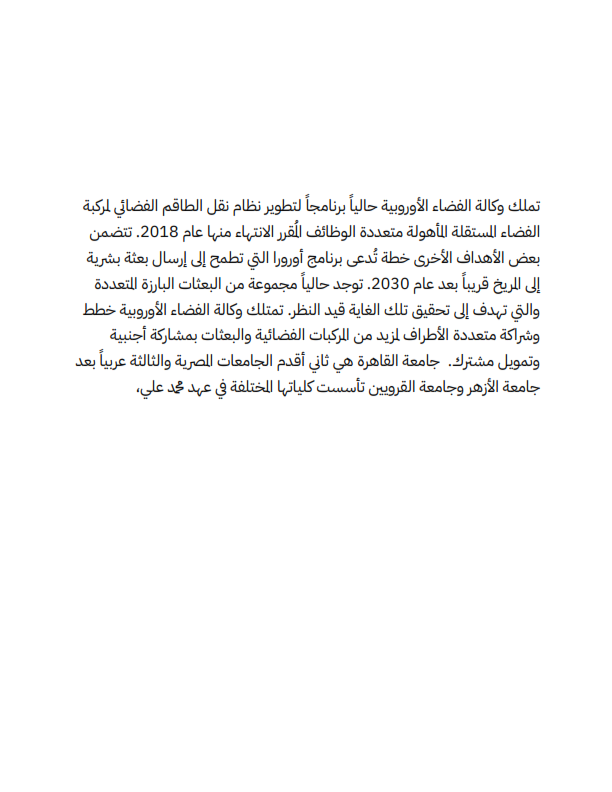 تملك وكالة الفضاء الأوروبية حالياً برنامجاً لتطوير نظام نقل الطاقم الفضائي لمركبة
الفضاء المستقلة المأهولة متعددة الوظائف المُقرر الانتهاء منها عام 2018. تتضمن
بعض الأهداف الأخرى خطة تُدعى برنامج أورورا التي تطمح إلى إرسال بعثة بشرية
إلى المريخ قريباً بعد عام 2030. توجد حالياً مجموعة من البعثات البارزة المتعددة
والتي تهدف إلى تحقيق تلك الغاية قيد النظر. تمتلك وكالة الفضاء الأوروبية خطط
وشراكة متعددة الأطراف لمزيد من المركبات الفضائية والبعثات بمشاركة أجنبية
وتمويل مشترك.  جامعة القاهرة هي ثاني أقدم الجامعات المصرية والثالثة عربياً بعد
جامعة الأزهر وجامعة القرويين تأسست كلياتها المختلفة في عهد محمد علي،